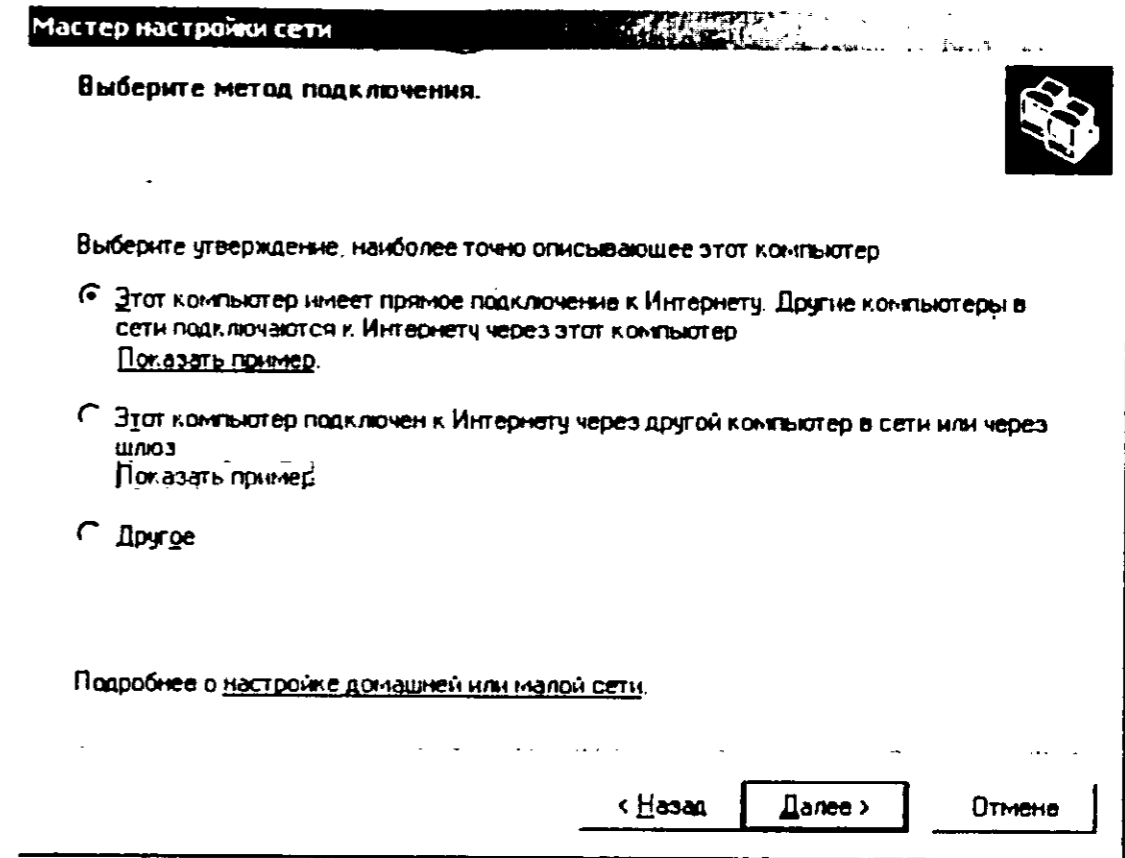 Мастер настройки сети
Выберите метод подключения.
Выберите утверждение, наиболее точно описывающее этот компьютер
Этот компьютер имеет прямое подключение к Интернету. Другие компьютеры в
сети подключаются к Интернету через этот компьютер
Показать пример.
Этот компьютер подключен к Интернету через другой компьютер в сети или через
шлюз
Показать пример.
Другое
Подробнее о настройке домашней или малой сети.
< Назад Далее > Отмена